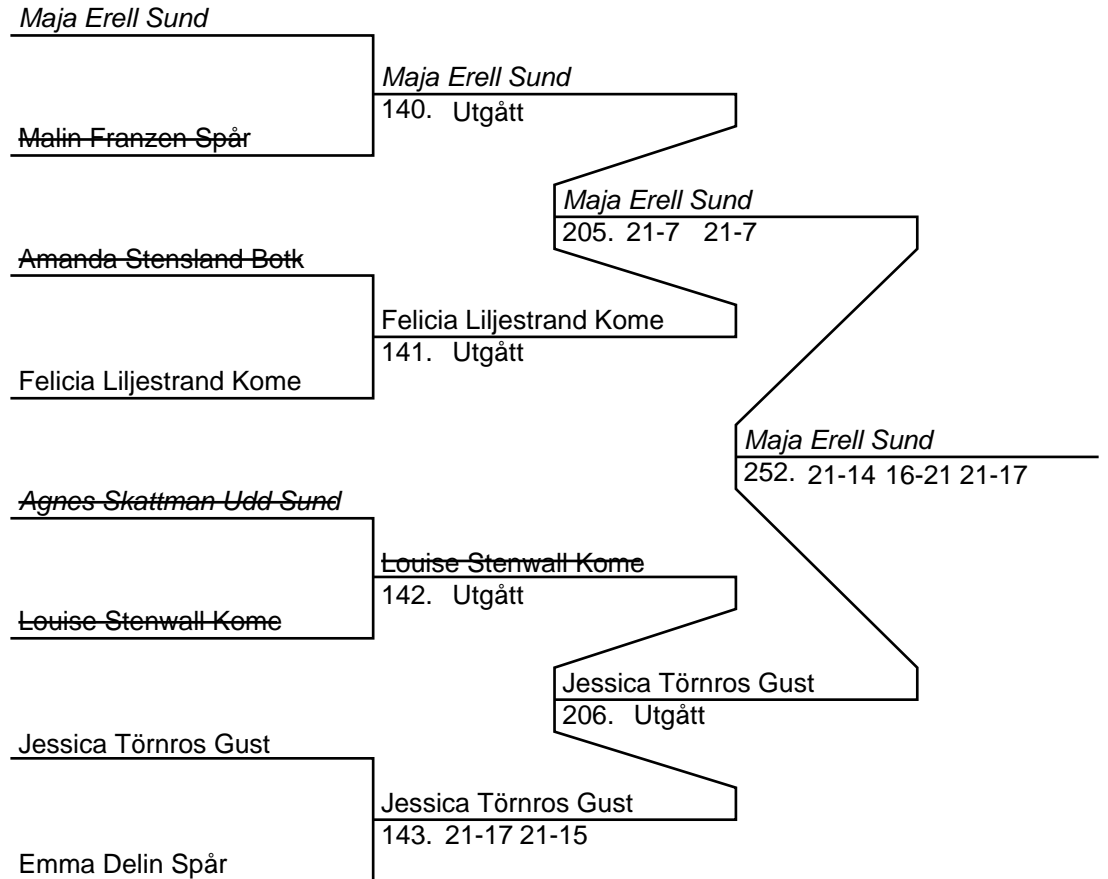 Maja Erell Sund
Maja Erell Sund
140. Utgått
Malin Franzen Spår
Maja Erell Sund
205. 21-7 21-7
Amanda Stensland Botk
Felicia Liljestrand Kome
141. Utgått
Felicia Liljestrand Kome
Maja Erell Sund
252. 21-14 16-21 21-17
Agnes Skattman Udd Sund
Louise Stenwall Kome
142. Utgått
Louise Stenwall Kome
Jessica Törnros Gust
206. Utgått
Jessica Törnros Gust
Jessica Törnros Gust
143. 21-17 21-15
Emma Delin Spår